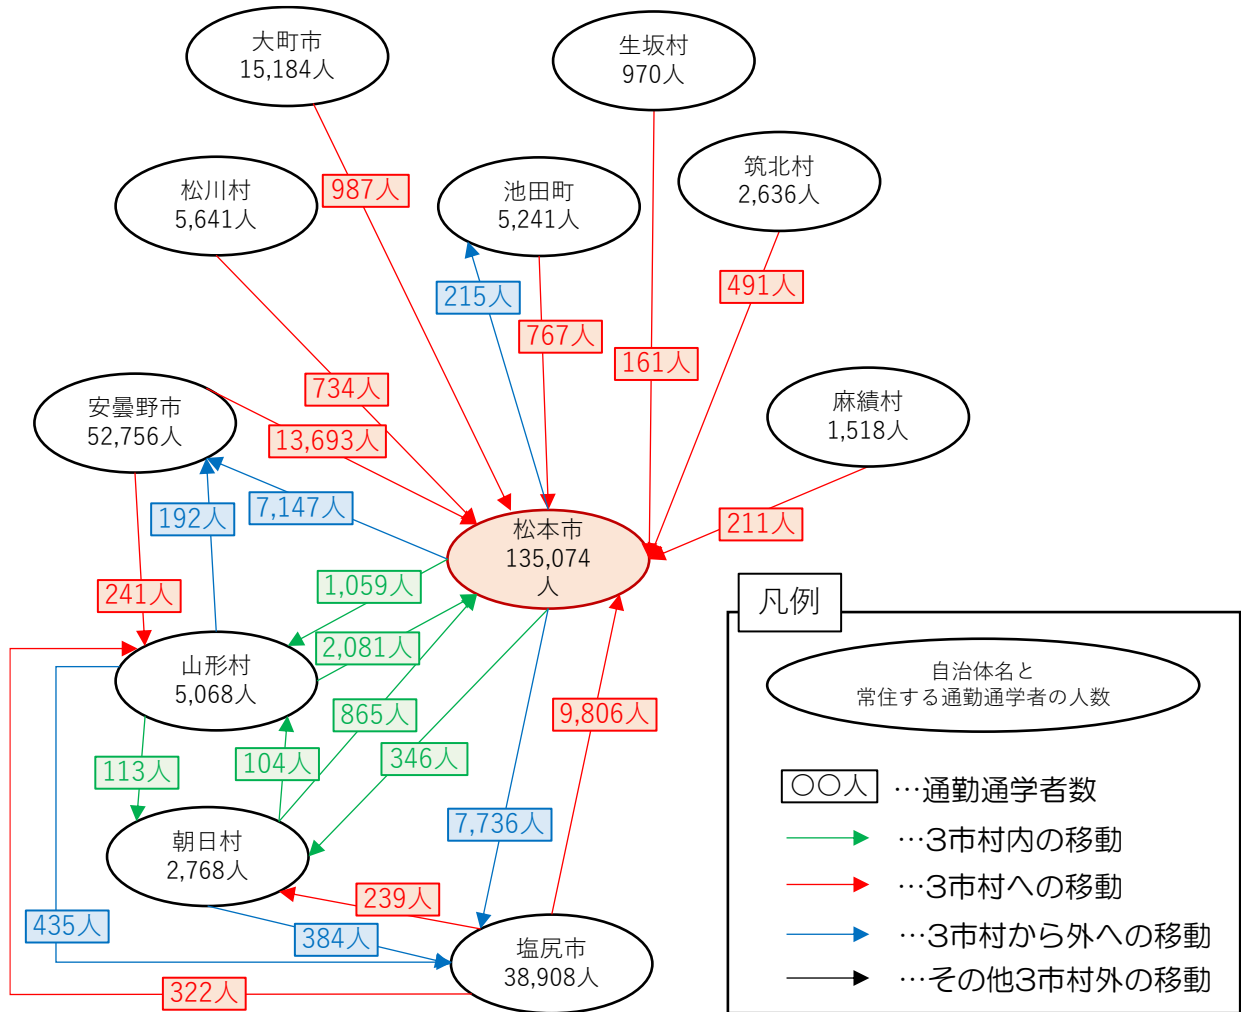 大町市
15,184人
生坂村
970人
松川村
5,641人
987人
池田町
5,241人
筑北村
2,636人
215人
767人
491人
161人
734人
安曇野市
52,756人
13,693人
麻績村
1,518人
192人
7,147人
211人
松本市
135,074
人
241人
1,059人
2,081人
山形村
5,068人
865人
9,806人
113人
104人
346人
7,736人
朝日村
2,768人
239人
435人
384人
塩尻市
38,908人
322人
凡例
自治体名と
常住する通勤通学者の人数
〇〇人 …通勤通学者数
…3市村内の移動
…3市村への移動
…3市村から外への移動
…その他3市村外の移動